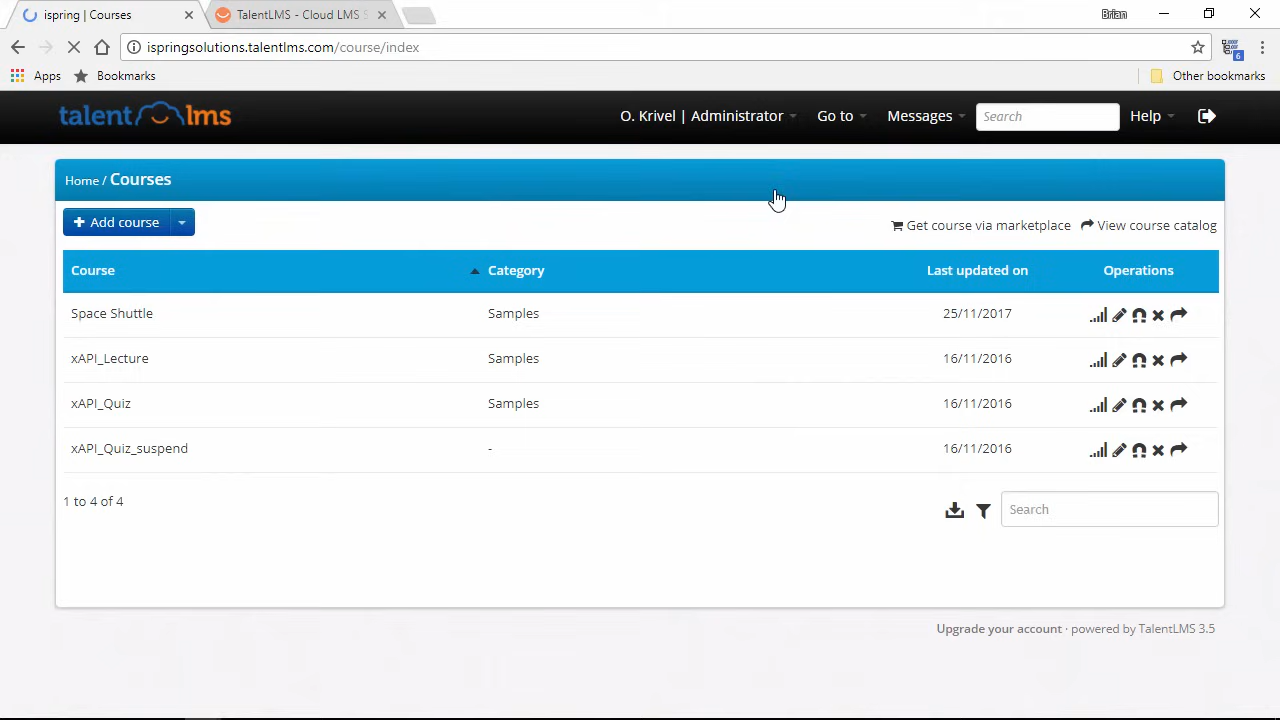 ispring | Courses
TalentLMS - Cloud LMS S
Brian
ispringsolutions.talentlms.com/course/index
6
Apps Bookmarks Other bookmarks
talent lms
O. Krivel | Administrator Go to Messages Search Help
Home / Courses
+ Add course
Get course via marketplace View course catalog
Course Category Last updated on Operations
Space Shuttle Samples 25/11/2017
xAPI_Lecture Samples 16/11/2016
xAPI_Quiz Samples 16/11/2016
xAPI_Quiz_suspend - 16/11/2016
1 to 4 of 4
Search
Upgrade your account · powered by TalentLMS 3.5